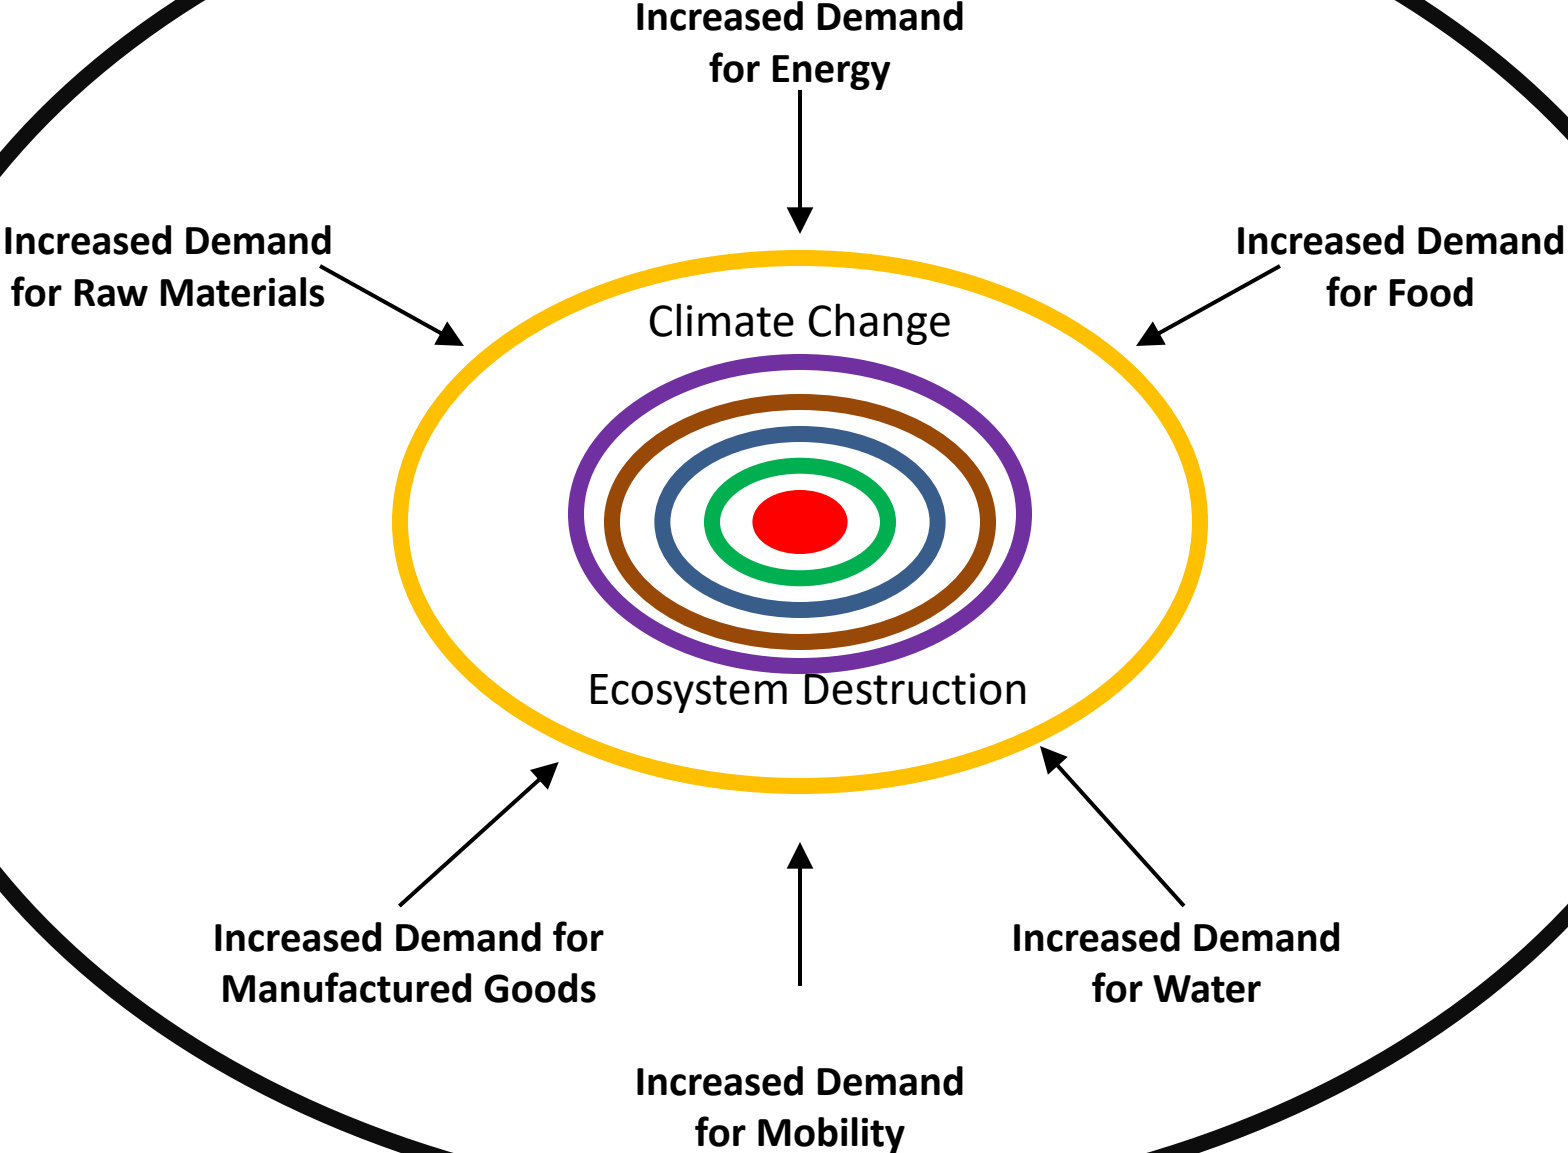 Increased Demand
for Energy
Increased Demand
for Raw Materials
Increased Demand
for Food
Climate Change
Ecosystem Destruction
Increased Demand for
Manufactured Goods
Increased Demand
for Water
Increased Demand
for Mobility